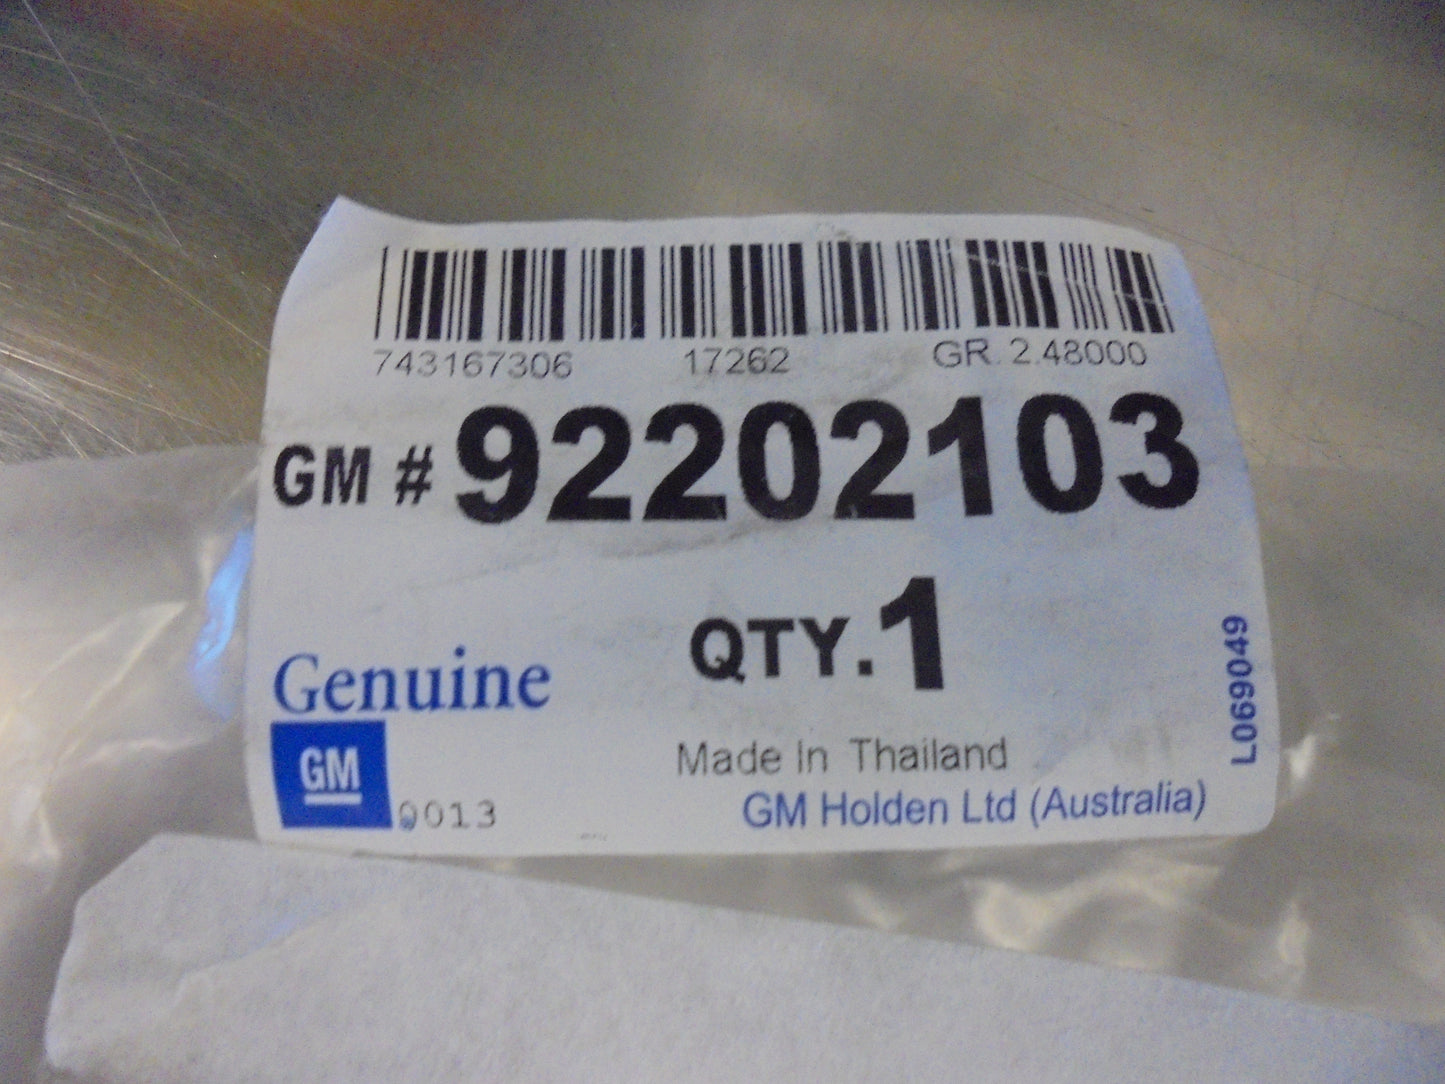 743167306 17262 GR. 2.48000
GM # 92202103
QTY. 1
Genuine
GM
0013
Made In Thailand
GM Holden Ltd (Australia)
L069049